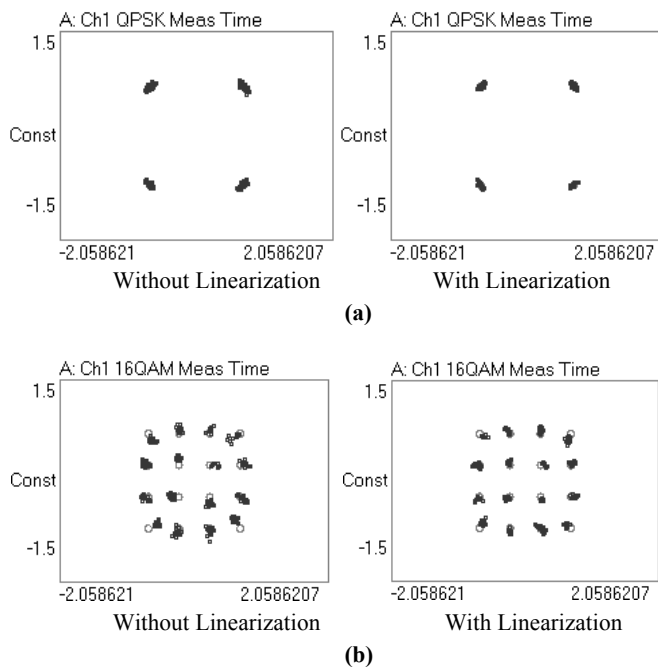 A: Ch1 QPSK Meas Time
1.5
Const
-1.5
-2.058621
2.0586207
Without Linearization
A: Ch1 QPSK Meas Time
1.5
Const
-1.5
-2.0586621
2.0586207
With Linearization
(a)
A: Ch1 16QAM Meas Time
1.5
Const
-1.5
-2.058621
2.0586207
Without Linearization
A: Ch1 16QAM Meas Time
1.5
Const
-1.5
-2.058621
2.0586207
With Linearization
(b)